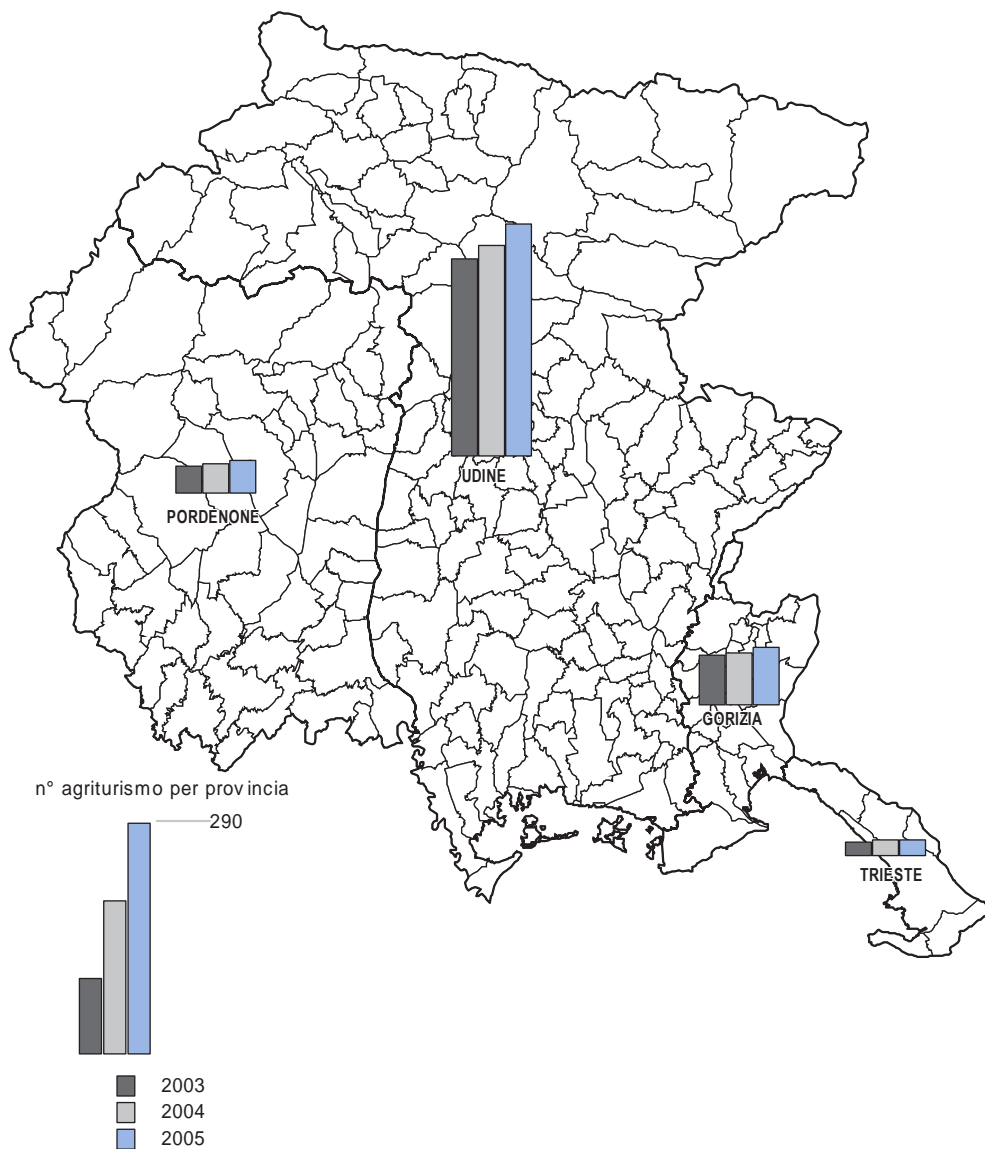 UDINE
PORDENONE
GORIZIA
TRIESTE
n° agriturismo per provincia
290
2003
2004
2005